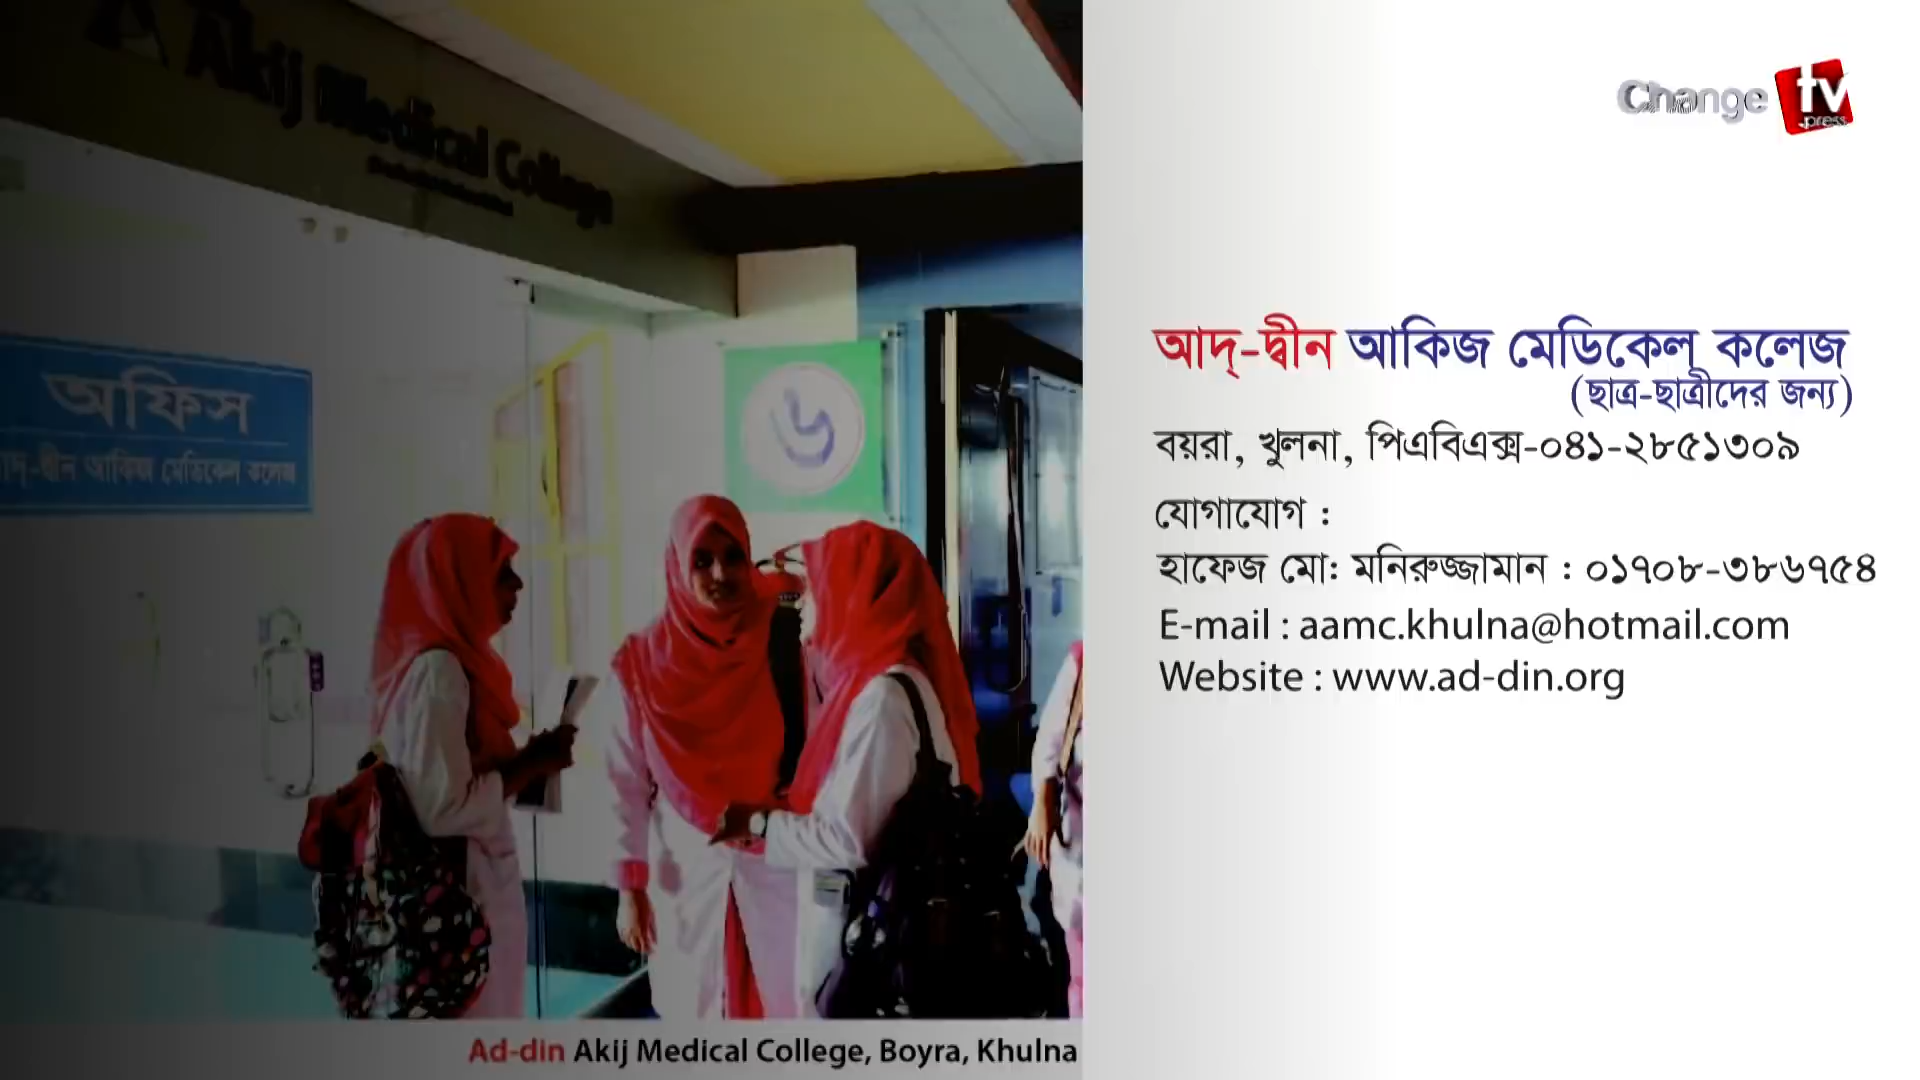 Akij Medical College
অফিস
আদ্-দ্বীন আকিজ মেডিকেল কলেজ
৬
Ad-din Akij Medical College, Boyra, Khulna
Change tv
.press
আদ্-দ্বীন আকিজ মেডিকেল কলেজ
(ছাত্র-ছাত্রীদের জন্য)
বয়রা, খুলনা, পিএবিএক্স-০৪১-২৮৫১৩০৯
যোগাযোগ :
হাফেজ মো: মনিরুজ্জামান : ০১৭০৮-৩৮৬৭৫৪
E-mail : aamc.khulna@hotmail.com
Website : www.ad-din.org